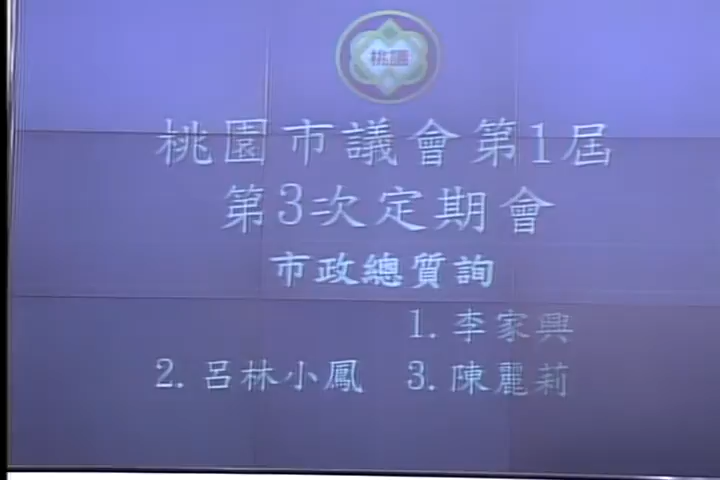 桃議
桃園市議會第1屆
第3次定期會
市政總質詢
1.李家興
2.呂林小鳳 3.陳麗莉